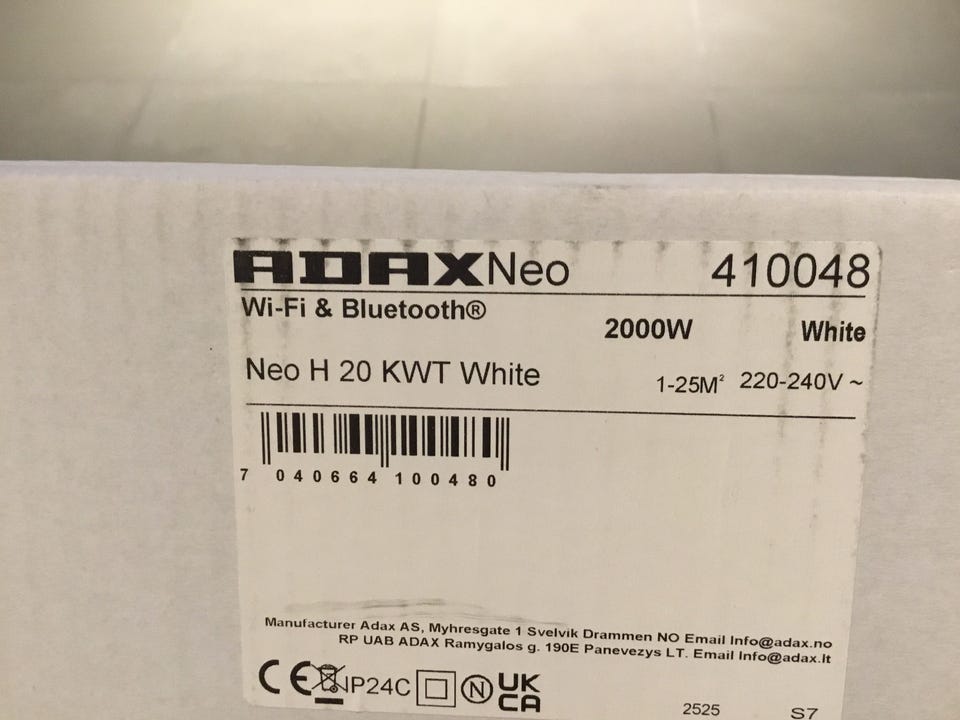 ADAX Neo 410048
Wi-Fi & Bluetooth®
2000W White
Neo H 20 KWT White
1-25M² 220-240V ~
7 040664 100480
Manufacturer Adax AS, Myhresgate 1 Svelvik Drammen NO Email Info@adax.no
RP UAB ADAX Ramygalos g. 190E Panevezys LT. Email Info@adax.lt
CE IP24C N UK CA
2525 S7